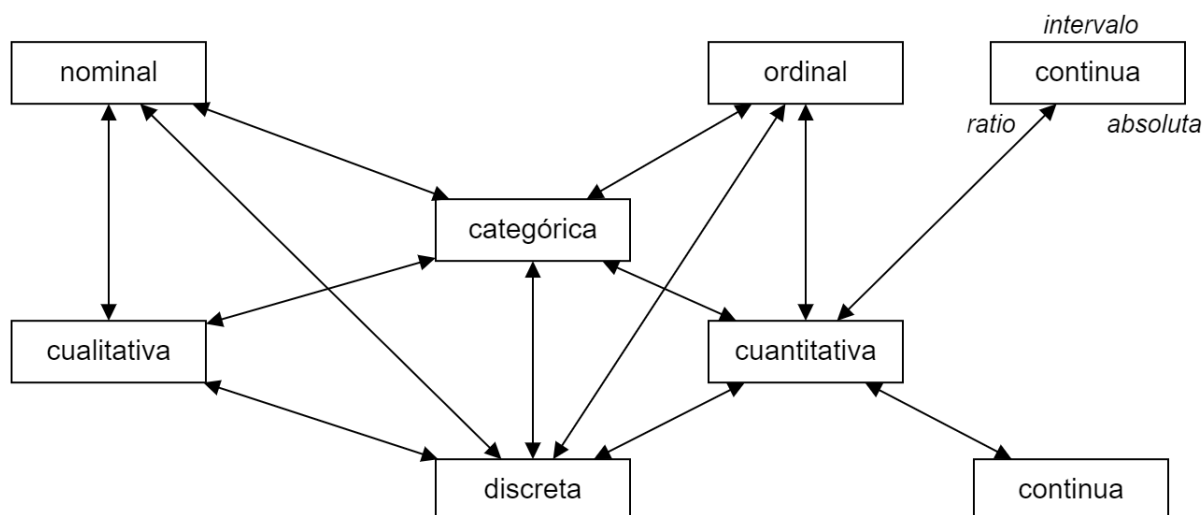 intervalo
nominal
ordinal
continua
ratio
absoluta
categórica
cualitativa
cuantitativa
discreta
continua